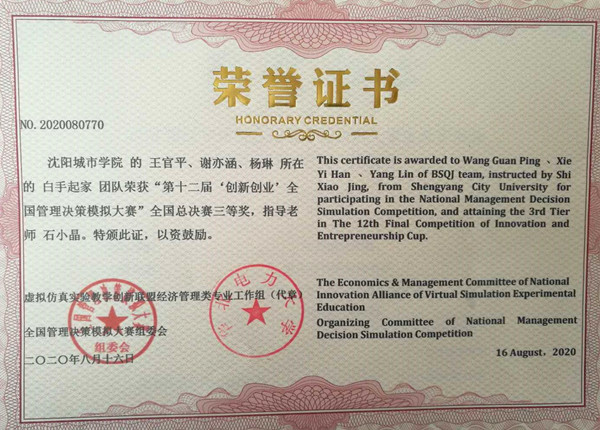 荣誉证书
HONORARY CREDENTIAL
NO.2020080770
沈阳城市学院 的 王官平、谢亦涵、杨琳 所在
的 白手起家 团队荣获“第十二届‘创新创业’全
国管理决策模拟大赛”全国总决赛三等奖，指导老
师 石小晶。特颁此证，以资鼓励。
This certificate is awarded to Wang Guan Ping、Xie
Yi Han 、Yang Lin of BSQJ team, instructed by Shi
Xiao Jing, from Shengyang City University for
participating in the National Management Decision
Simulation Competition, and attaining the 3rd Tier
in The 12th Final Competition of Innovation and
Entrepreneurship Cup.
虚拟仿真实验教学创新联盟经济管理类专业工作组（代章）
全国管理决策模拟大赛组委会
二〇二〇年八月十六日
组委会
华北电力大学
The Economics & Management Committee of National
Innovation Alliance of Virtual Simulation Experimental
Education
Organizing Committee of National Management
Decision Simulation Competition
16 August，2020